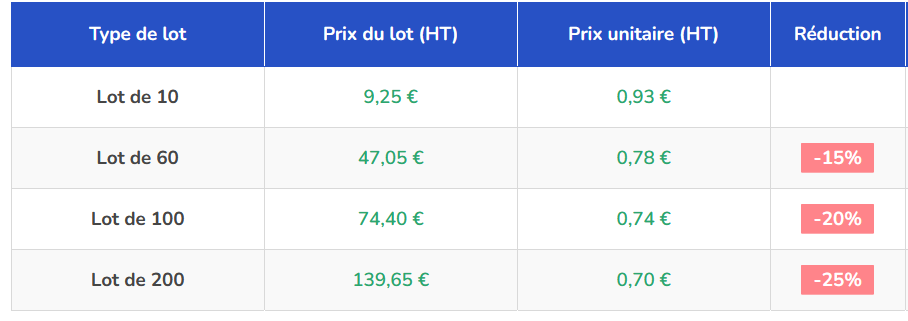 Type de lot Prix du lot (HT) Prix unitaire (HT) Réduction
Lot de 10 9,25 € 0,93 €
Lot de 60 47,05 € 0,78 € -15%
Lot de 100 74,40 € 0,74 € -20%
Lot de 200 139,65 € 0,70 € -25%